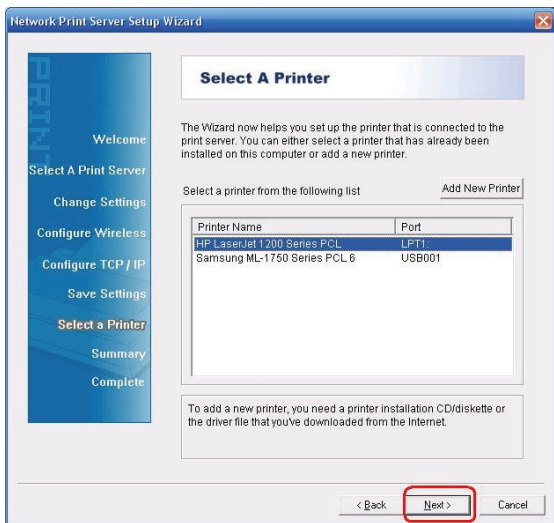 Network Print Server Setup Wizard
PRINT
Welcome
Select A Print Server
Change Settings
Configure Wireless
Configure TCP / IP
Save Settings
Select a Printer
Summary
Complete
Select A Printer
The Wizard now helps you set up the printer that is connected to the
print server. You can either select a printer that has already been
installed on this computer or add a new printer.
Select a printer from the following list
Add New Printer
Printer Name Port
HP LaserJet 1200 Series PCL LPT1:
Samsung ML-1750 Series PCL 6 USB001
To add a new printer, you need a printer installation CD/diskette or
the driver file that you've downloaded from the Internet.
< Back Next > Cancel